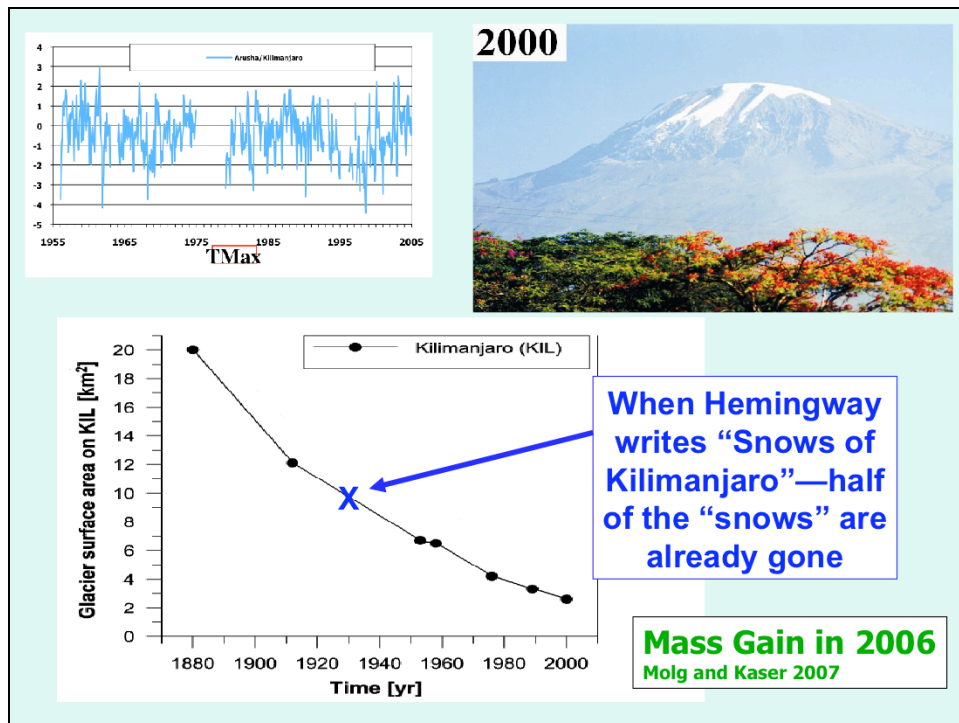 4
3
2
1
0
-1
-2
-3
-4
-5
Arusha/Kilimanjaro
1955 1965 1975 1985 1995 2005
TMax
2000
20
18
16
14
12
10
8
6
4
2
0
Glacier surface area on KIL [km²]
Kilimanjaro (KIL)
X
1880 1900 1920 1940 1960 1980 2000
Time [yr]
When Hemingway
writes “Snows of
Kilimanjaro”—half
of the “snows” are
already gone
Mass Gain in 2006
Molg and Kaser 2007